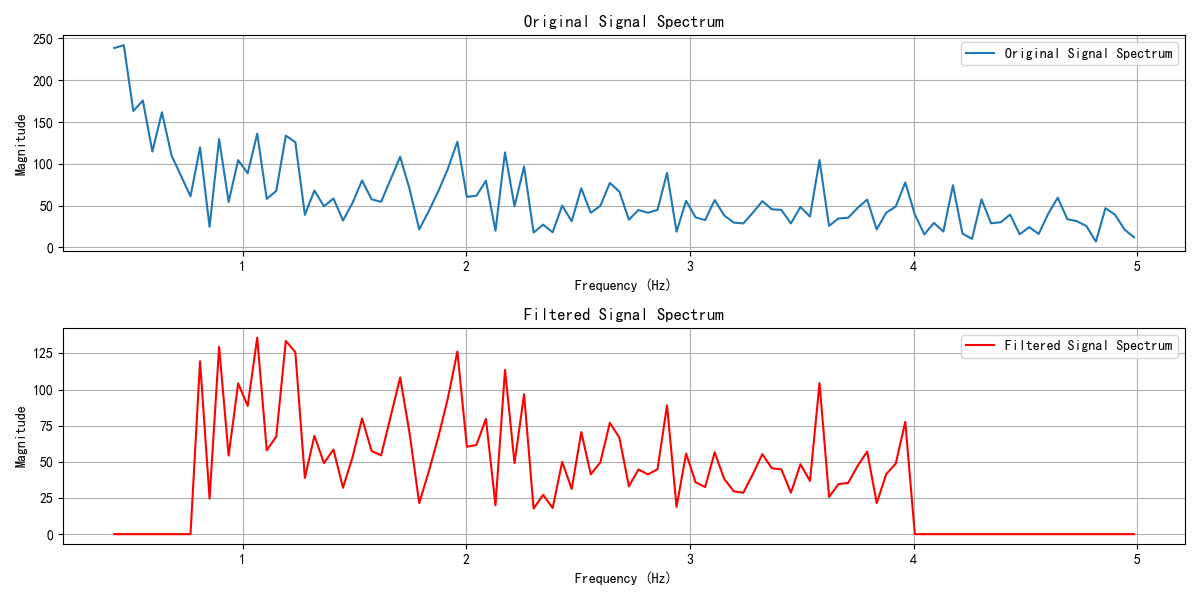 Original Signal Spectrum
Original Signal Spectrum
250
200
150
100
50
0
Magnitude
1 2 3 4 5
Frequency (Hz)
Filtered Signal Spectrum
Filtered Signal Spectrum
125
100
75
50
25
0
Magnitude
1 2 3 4 5
Frequency (Hz)